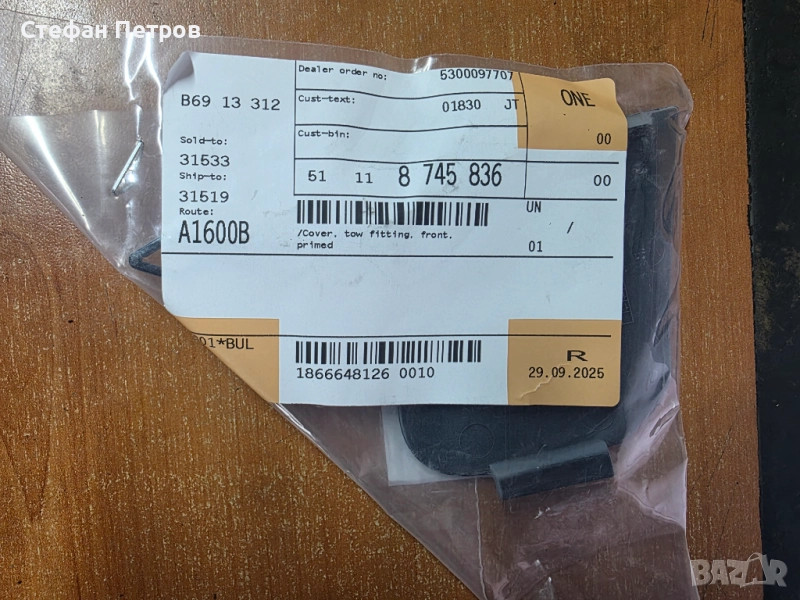 Стефан Петров
Dealer order no: 5300097707
B69 13 312
Cust-text: 01830 JT
ONE
Cust-bin:
00
Sold-to:
31533
Ship-to:
31519
51 11 8 745 836 00
Route:
A1600B
UN
/
/Cover, tow fitting, front,
primed
01
01*BUL
R
1866648126 0010
29.09.2025
BAZAR